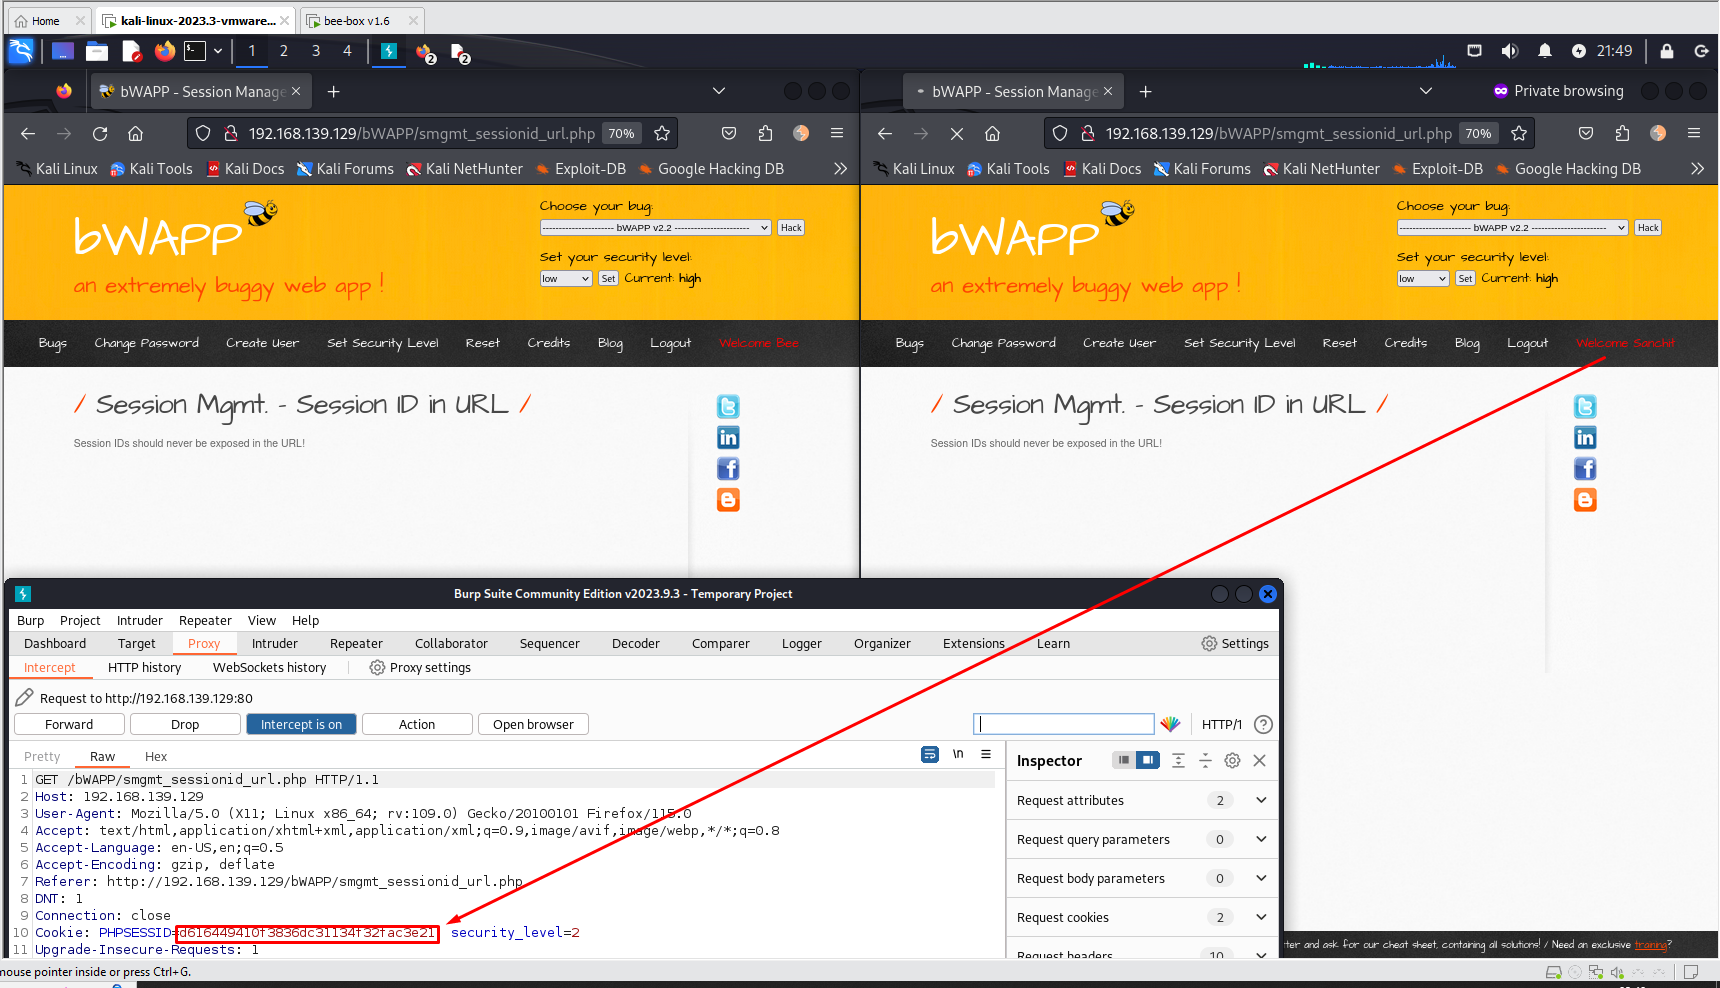 Home
kali-linux-2023.3-vmware...
bee-box v1.6
1 2 3 4
2
2
21:49
bWAPP - Session Manage
192.168.139.129/bWAPP/smgmt_sessionid_url.php 70%
Kali Linux Kali Tools Kali Docs Kali Forums Kali NetHunter Exploit-DB Google Hacking DB
bWAPP
an extremely buggy web app !
Choose your bug:
---------------------- bWAPP v2.2 ----------------------- Hack
Set your security level:
low Set Current: high
Bugs Change Password Create User Set Security Level Reset Credits Blog Logout Welcome Bee
/ Session Mgmt. - Session ID in URL /
Session IDs should never be exposed in the URL!
bWAPP - Session Manage
Private browsing
192.168.139.129/bWAPP/smgmt_sessionid_url.php 70%
Kali Linux Kali Tools Kali Docs Kali Forums Kali NetHunter Exploit-DB Google Hacking DB
bWAPP
an extremely buggy web app !
Choose your bug:
---------------------- bWAPP v2.2 ----------------------- Hack
Set your security level:
low Set Current: high
Bugs Change Password Create User Set Security Level Reset Credits Blog Logout Welcome Sanchit
/ Session Mgmt. - Session ID in URL /
Session IDs should never be exposed in the URL!
Burp Suite Community Edition v2023.9.3 - Temporary Project
Burp Project Intruder Repeater View Help
Dashboard Target Proxy Intruder Repeater Collaborator Sequencer Decoder Comparer Logger Organizer Extensions Learn Settings
Intercept HTTP history WebSockets history Proxy settings
Request to http://192.168.139.129:80
Forward Drop Intercept is on Action Open browser HTTP/1
Pretty Raw Hex \n
1 GET /bWAPP/smgmt_sessionid_url.php HTTP/1.1
2 Host: 192.168.139.129
3 User-Agent: Mozilla/5.0 (X11; Linux x86_64; rv:109.0) Gecko/20100101 Firefox/115.0
4 Accept: text/html,application/xhtml+xml,application/xml;q=0.9,image/avif,image/webp,*/*;q=0.8
5 Accept-Language: en-US,en;q=0.5
6 Accept-Encoding: gzip, deflate
7 Referer: http://192.168.139.129/bWAPP/smgmt_sessionid_url.php
8 DNT: 1
9 Connection: close
10 Cookie: PHPSESSID=d616449410f3836dc31134f32fac3e21 security_level=2
11 Upgrade-Insecure-Requests: 1
Inspector
Request attributes 2
Request query parameters 0
Request body parameters 0
Request cookies 2
Request headers 10
ter and ask for our cheat sheet, containing all solutions! / Need an exclusive training?
mouse pointer inside or press Ctrl+G.